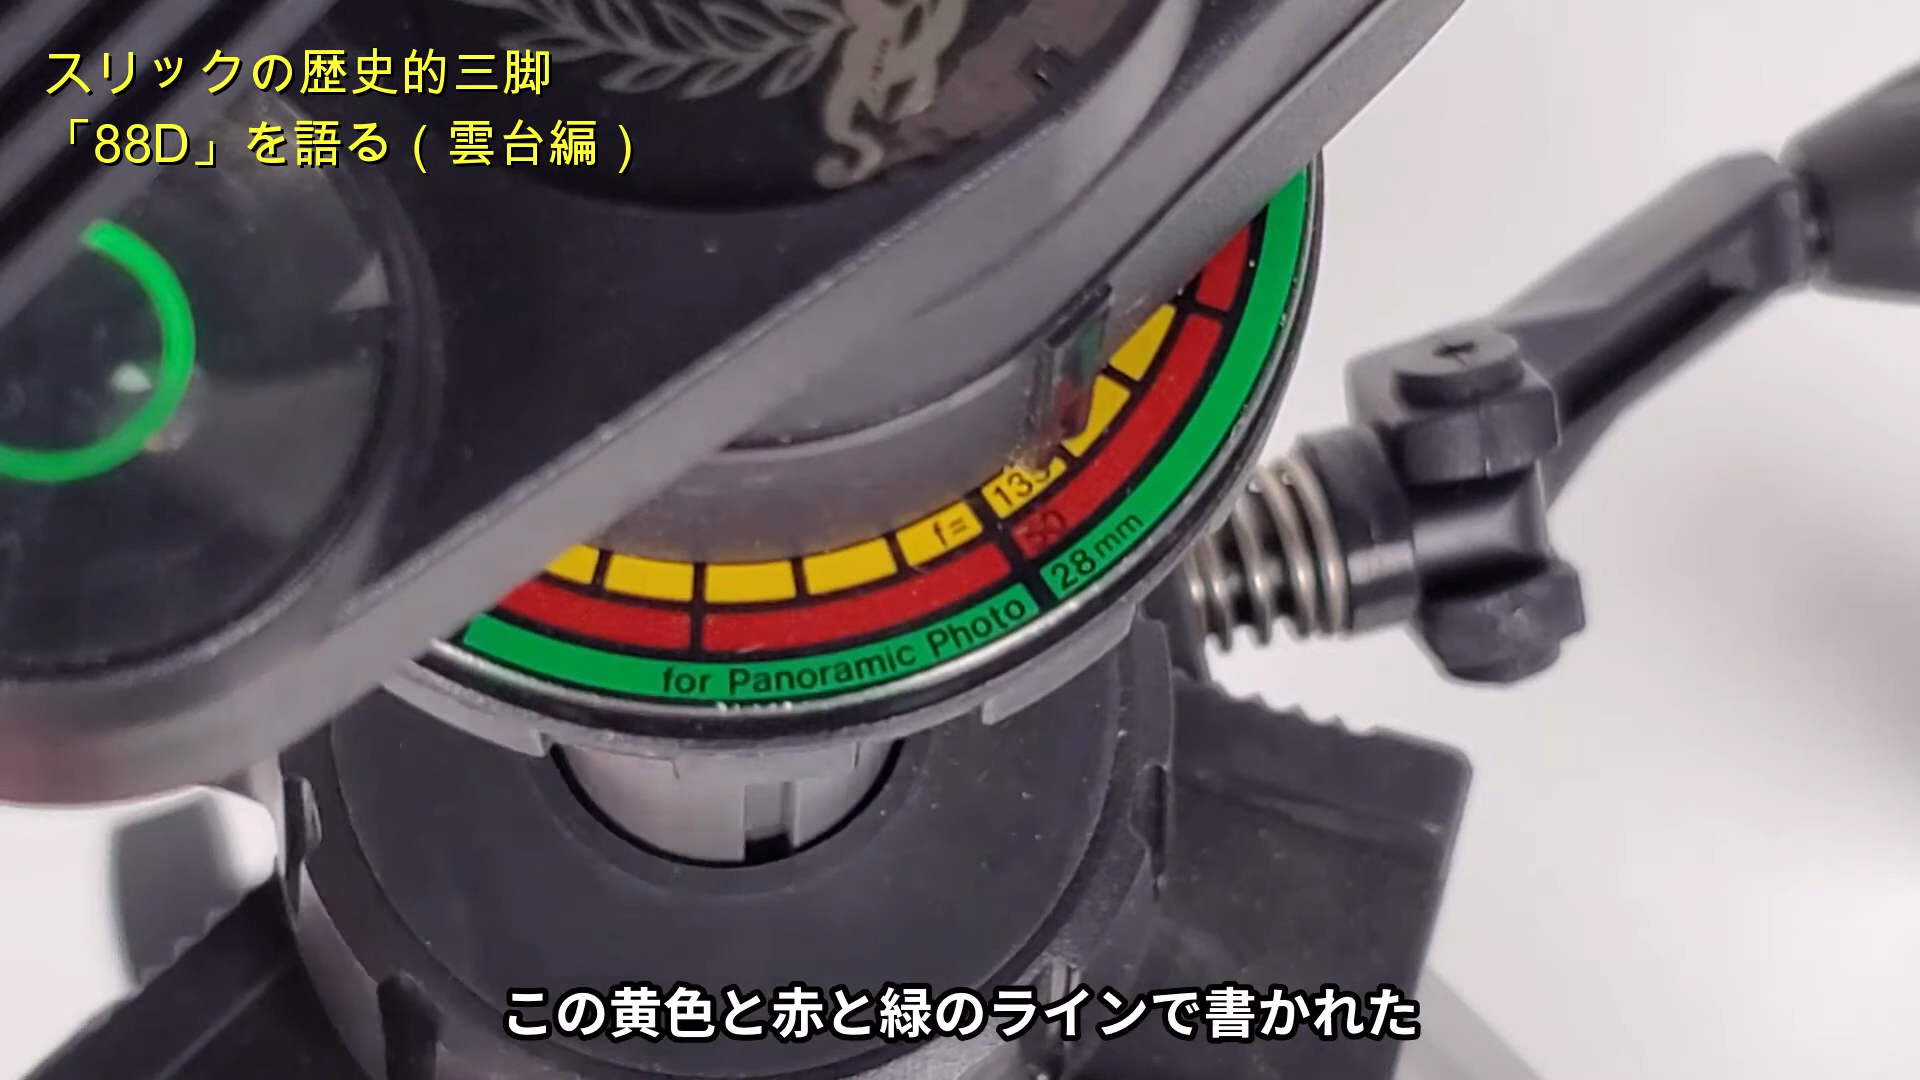 スリックの歴史的三脚
「88D」を語る（雲台編）
f=
50
28mm
for Panoramic Photo
この黄色と赤と緑のラインで書かれた